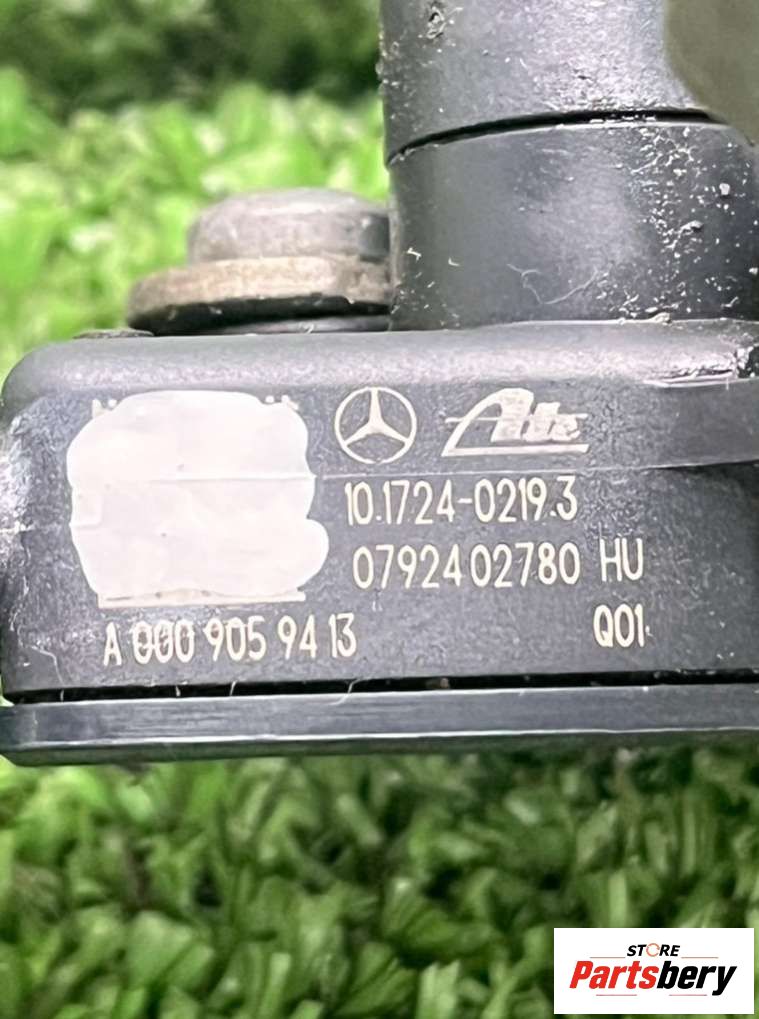 Ate
10.1724-0219.3
0792402780 HU
A 000 905 94 13
Q01
STORE
Partsbery